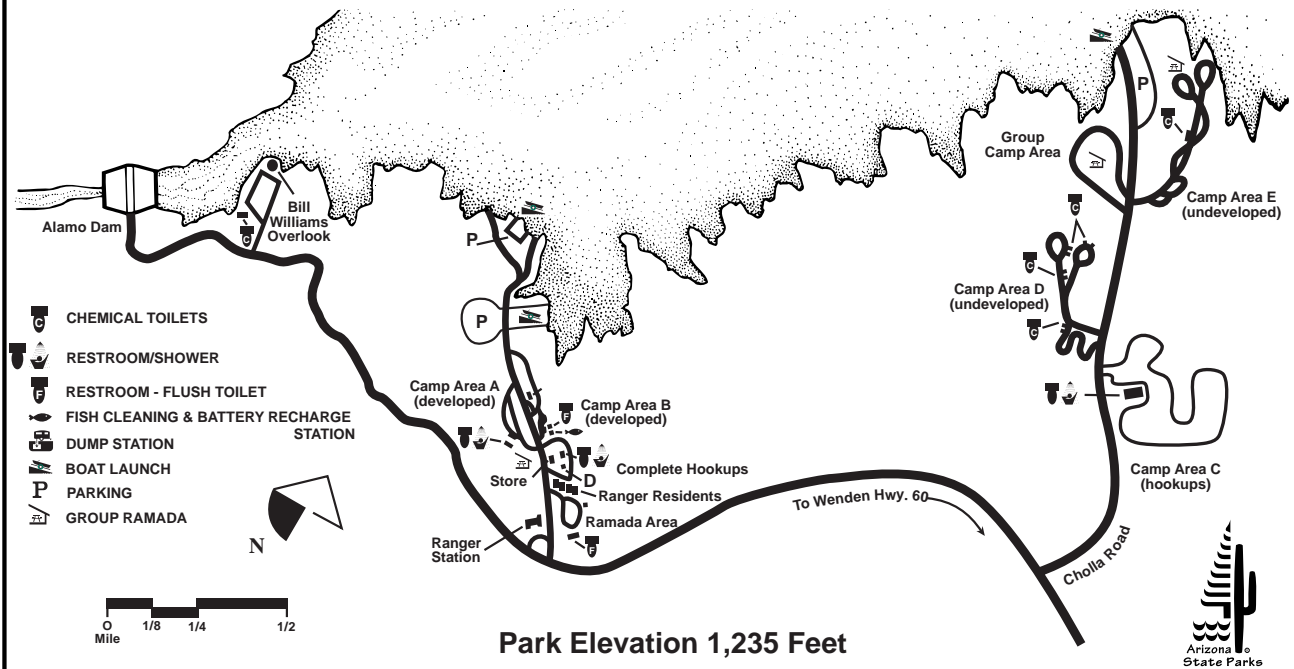 P
Group
Camp Area
C
Camp Area E
(undeveloped)
Bill
Williams
Overlook
Alamo Dam
C
P
C
C
Camp Area D
(undeveloped)
C
P
C CHEMICAL TOILETS
RESTROOM/SHOWER
F RESTROOM - FLUSH TOILET
FISH CLEANING & BATTERY RECHARGE
STATION
DUMP STATION
BOAT LAUNCH
P PARKING
GROUP RAMADA
Camp Area A
(developed)
F
Camp Area B
(developed)
Complete Hookups
Store
D
Ranger Residents
Ramada Area
Ranger
Station
F
Camp Area C
(hookups)
To Wenden Hwy. 60
Cholla Road
N
O
Mile
1/8
1/4
1/2
Park Elevation 1,235 Feet
Arizona
State Parks